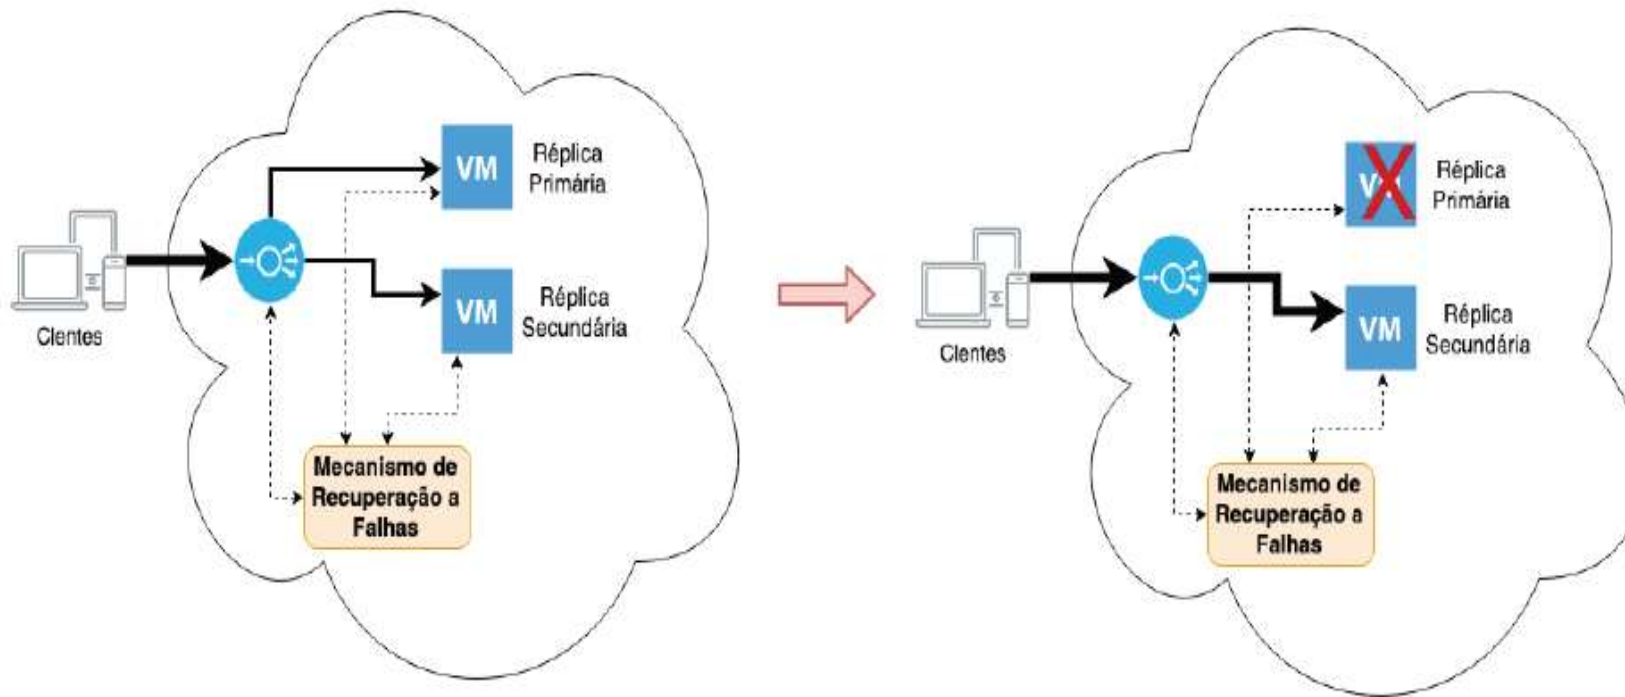 VM
Réplica
Primária
Clentes
VM
Réplica
Secundária
Mecanismo de
Recuperação a
Falhas
VM
Réplica
Primária
Clentes
VM
Réplica
Secundária
Mecanismo de
Recuperação a
Falhas